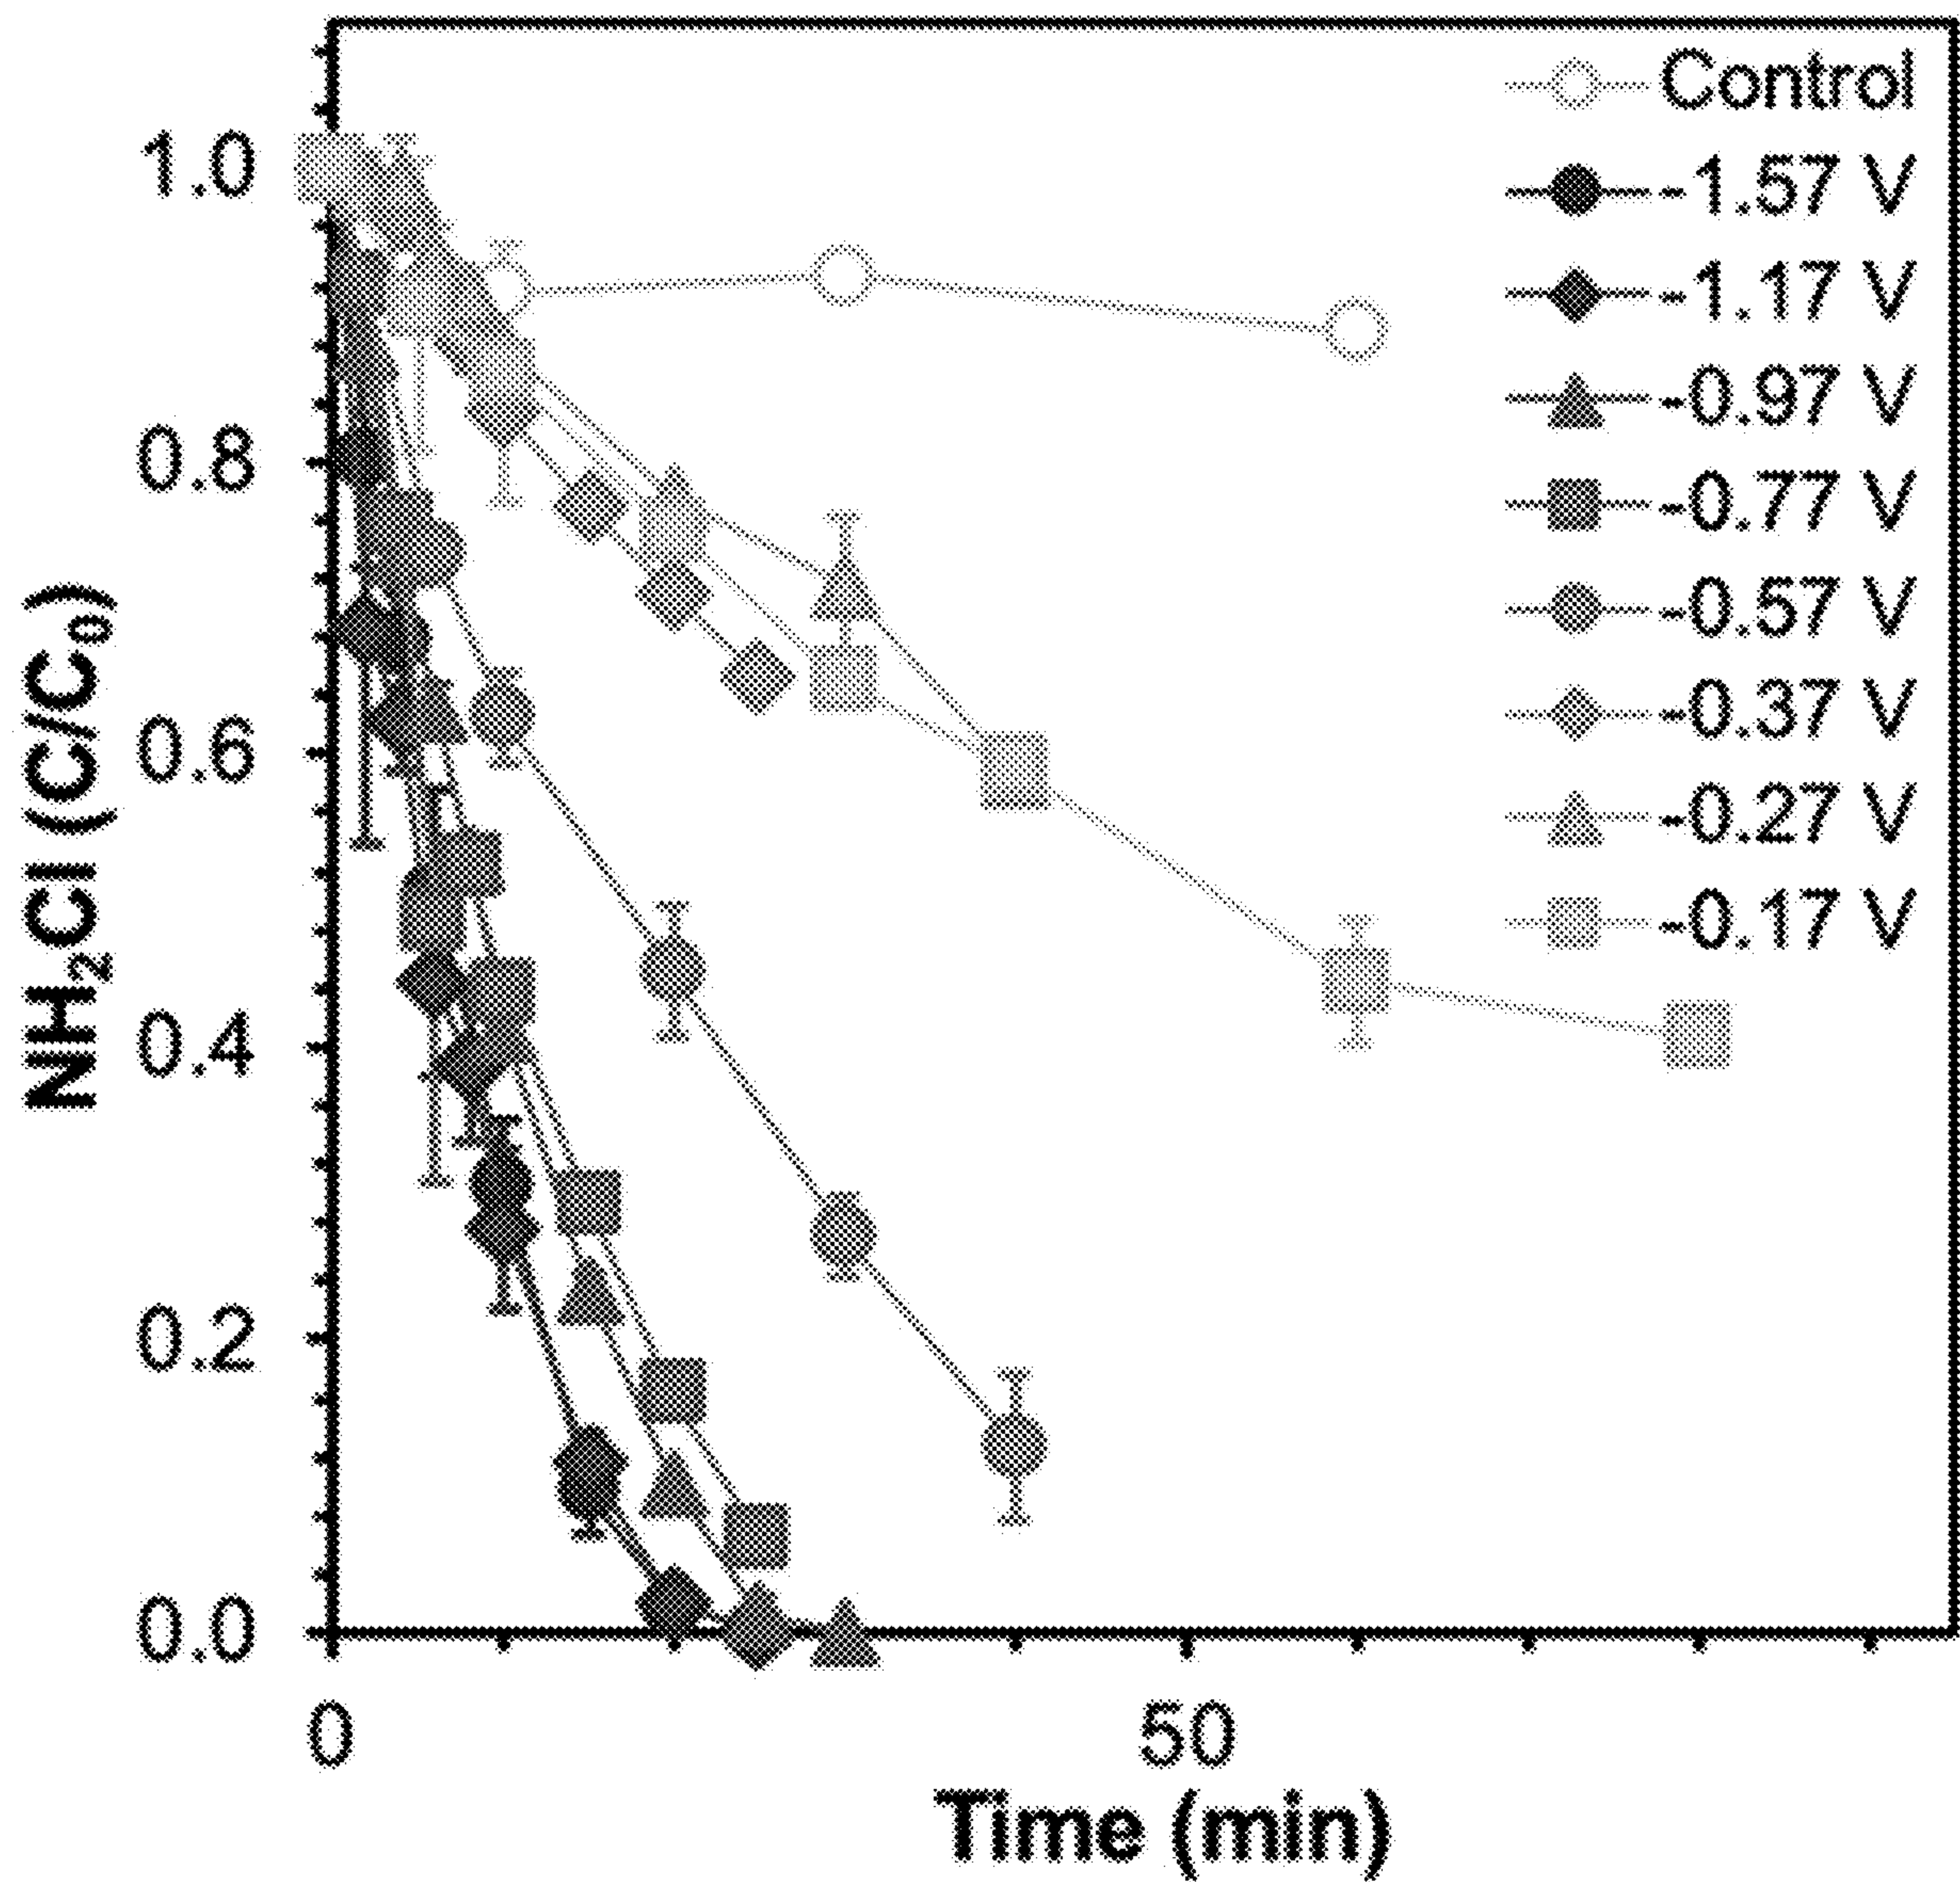 Control
-1.57 V
-1.17 V
-0.97 V
-0.77 V
-0.57 V
-0.37 V
-0.27 V
-0.17 V
NH₂Cl (C/C₀)
1.0
0.8
0.6
0.4
0.2
0.0
0
50
Time (min)